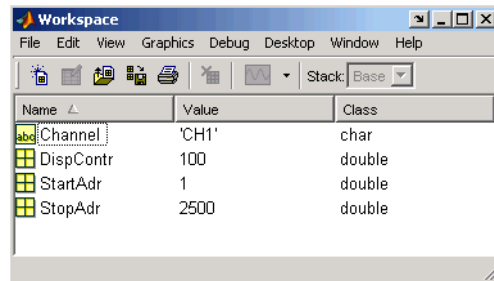 Workspace
File Edit View Graphics Debug Desktop Window Help
Stack: Base
Name Value Class
abc Channel 'CH1' char
DispContr 100 double
StartAdr 1 double
StopAdr 2500 double